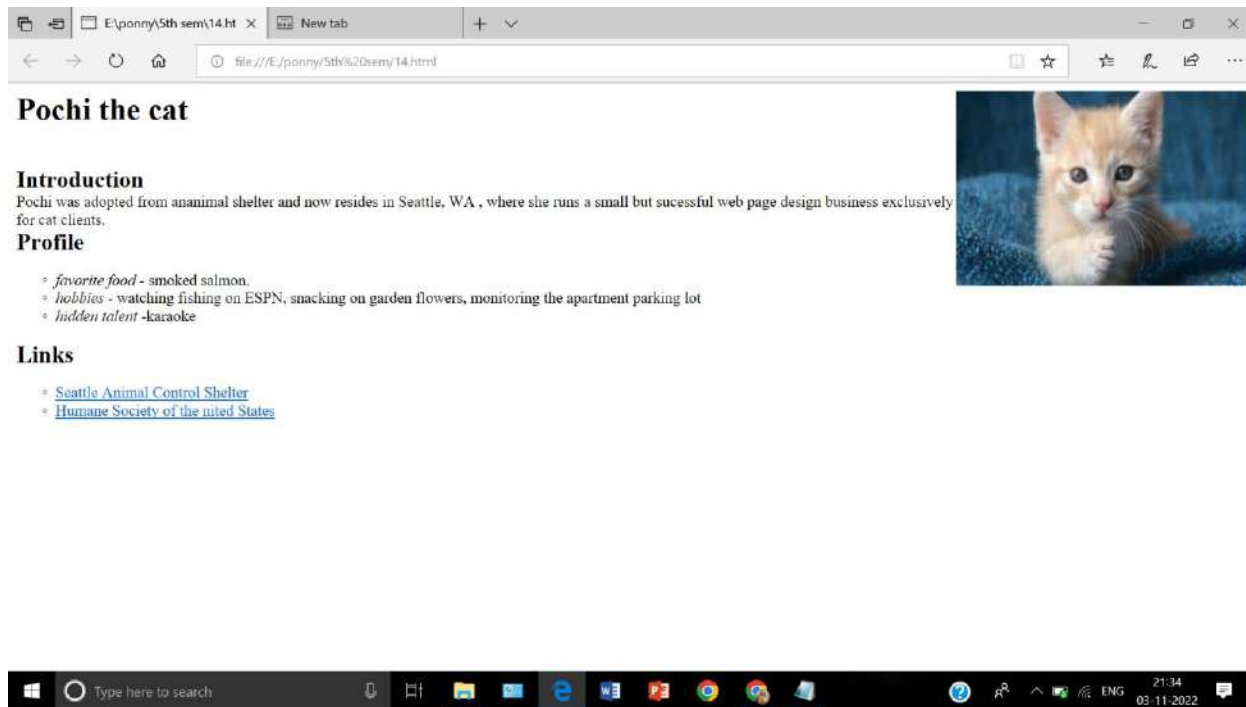 E:\ponny\5th sem\14.ht
New tab
file:///E:/ponny/5th%20sem/14.html
Pochi the cat
Introduction
Pochi was adopted from ananimal shelter and now resides in Seattle, WA , where she runs a small but sucessful web page design business exclusively
for cat clients.
Profile
favorite food - smoked salmon.
hobbies - watching fishing on ESPN, snacking on garden flowers, monitoring the apartment parking lot
hidden talent -karaoke
Links
Seattle Animal Control Shelter
Humane Society of the nited States
Type here to search
ENG
21:34
03-11-2022